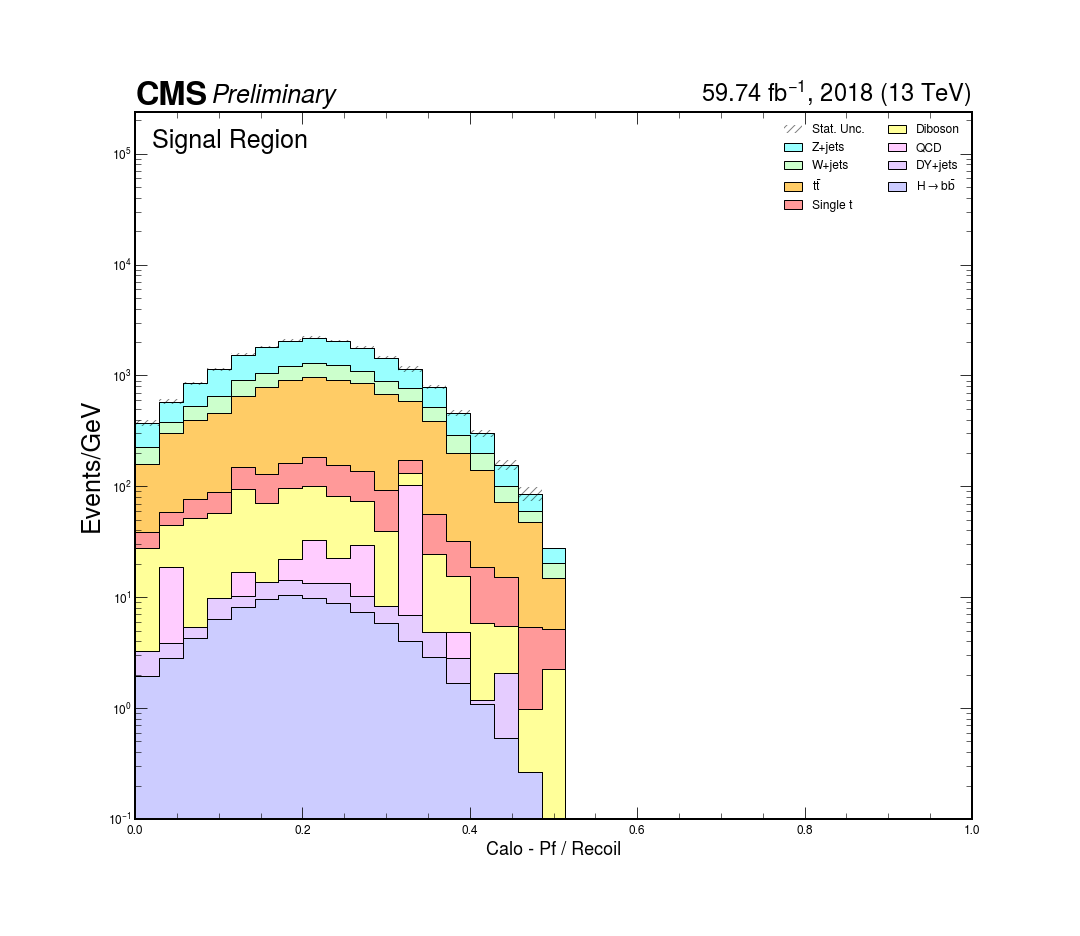 CMS Preliminary 59.74 fb⁻¹, 2018 (13 TeV)
Signal Region
Stat. Unc.
Z+jets
W+jets
tt̄
Single t
Diboson
QCD
DY+jets
H→bb̄
Events/GeV
10⁵
10⁴
10³
10²
10¹
10⁰
10⁻¹
0.0 0.2 0.4 0.6 0.8 1.0
Calo - Pf / Recoil